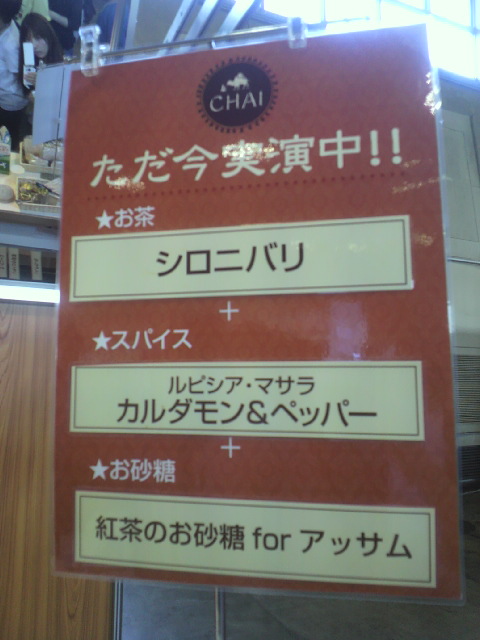 CHAI
ただ今実演中!!
★お茶
シロニバリ
+
★スパイス
ルピシア・マサラ
カルダモン&ペッパー
+
★お砂糖
紅茶のお砂糖 for アッサム